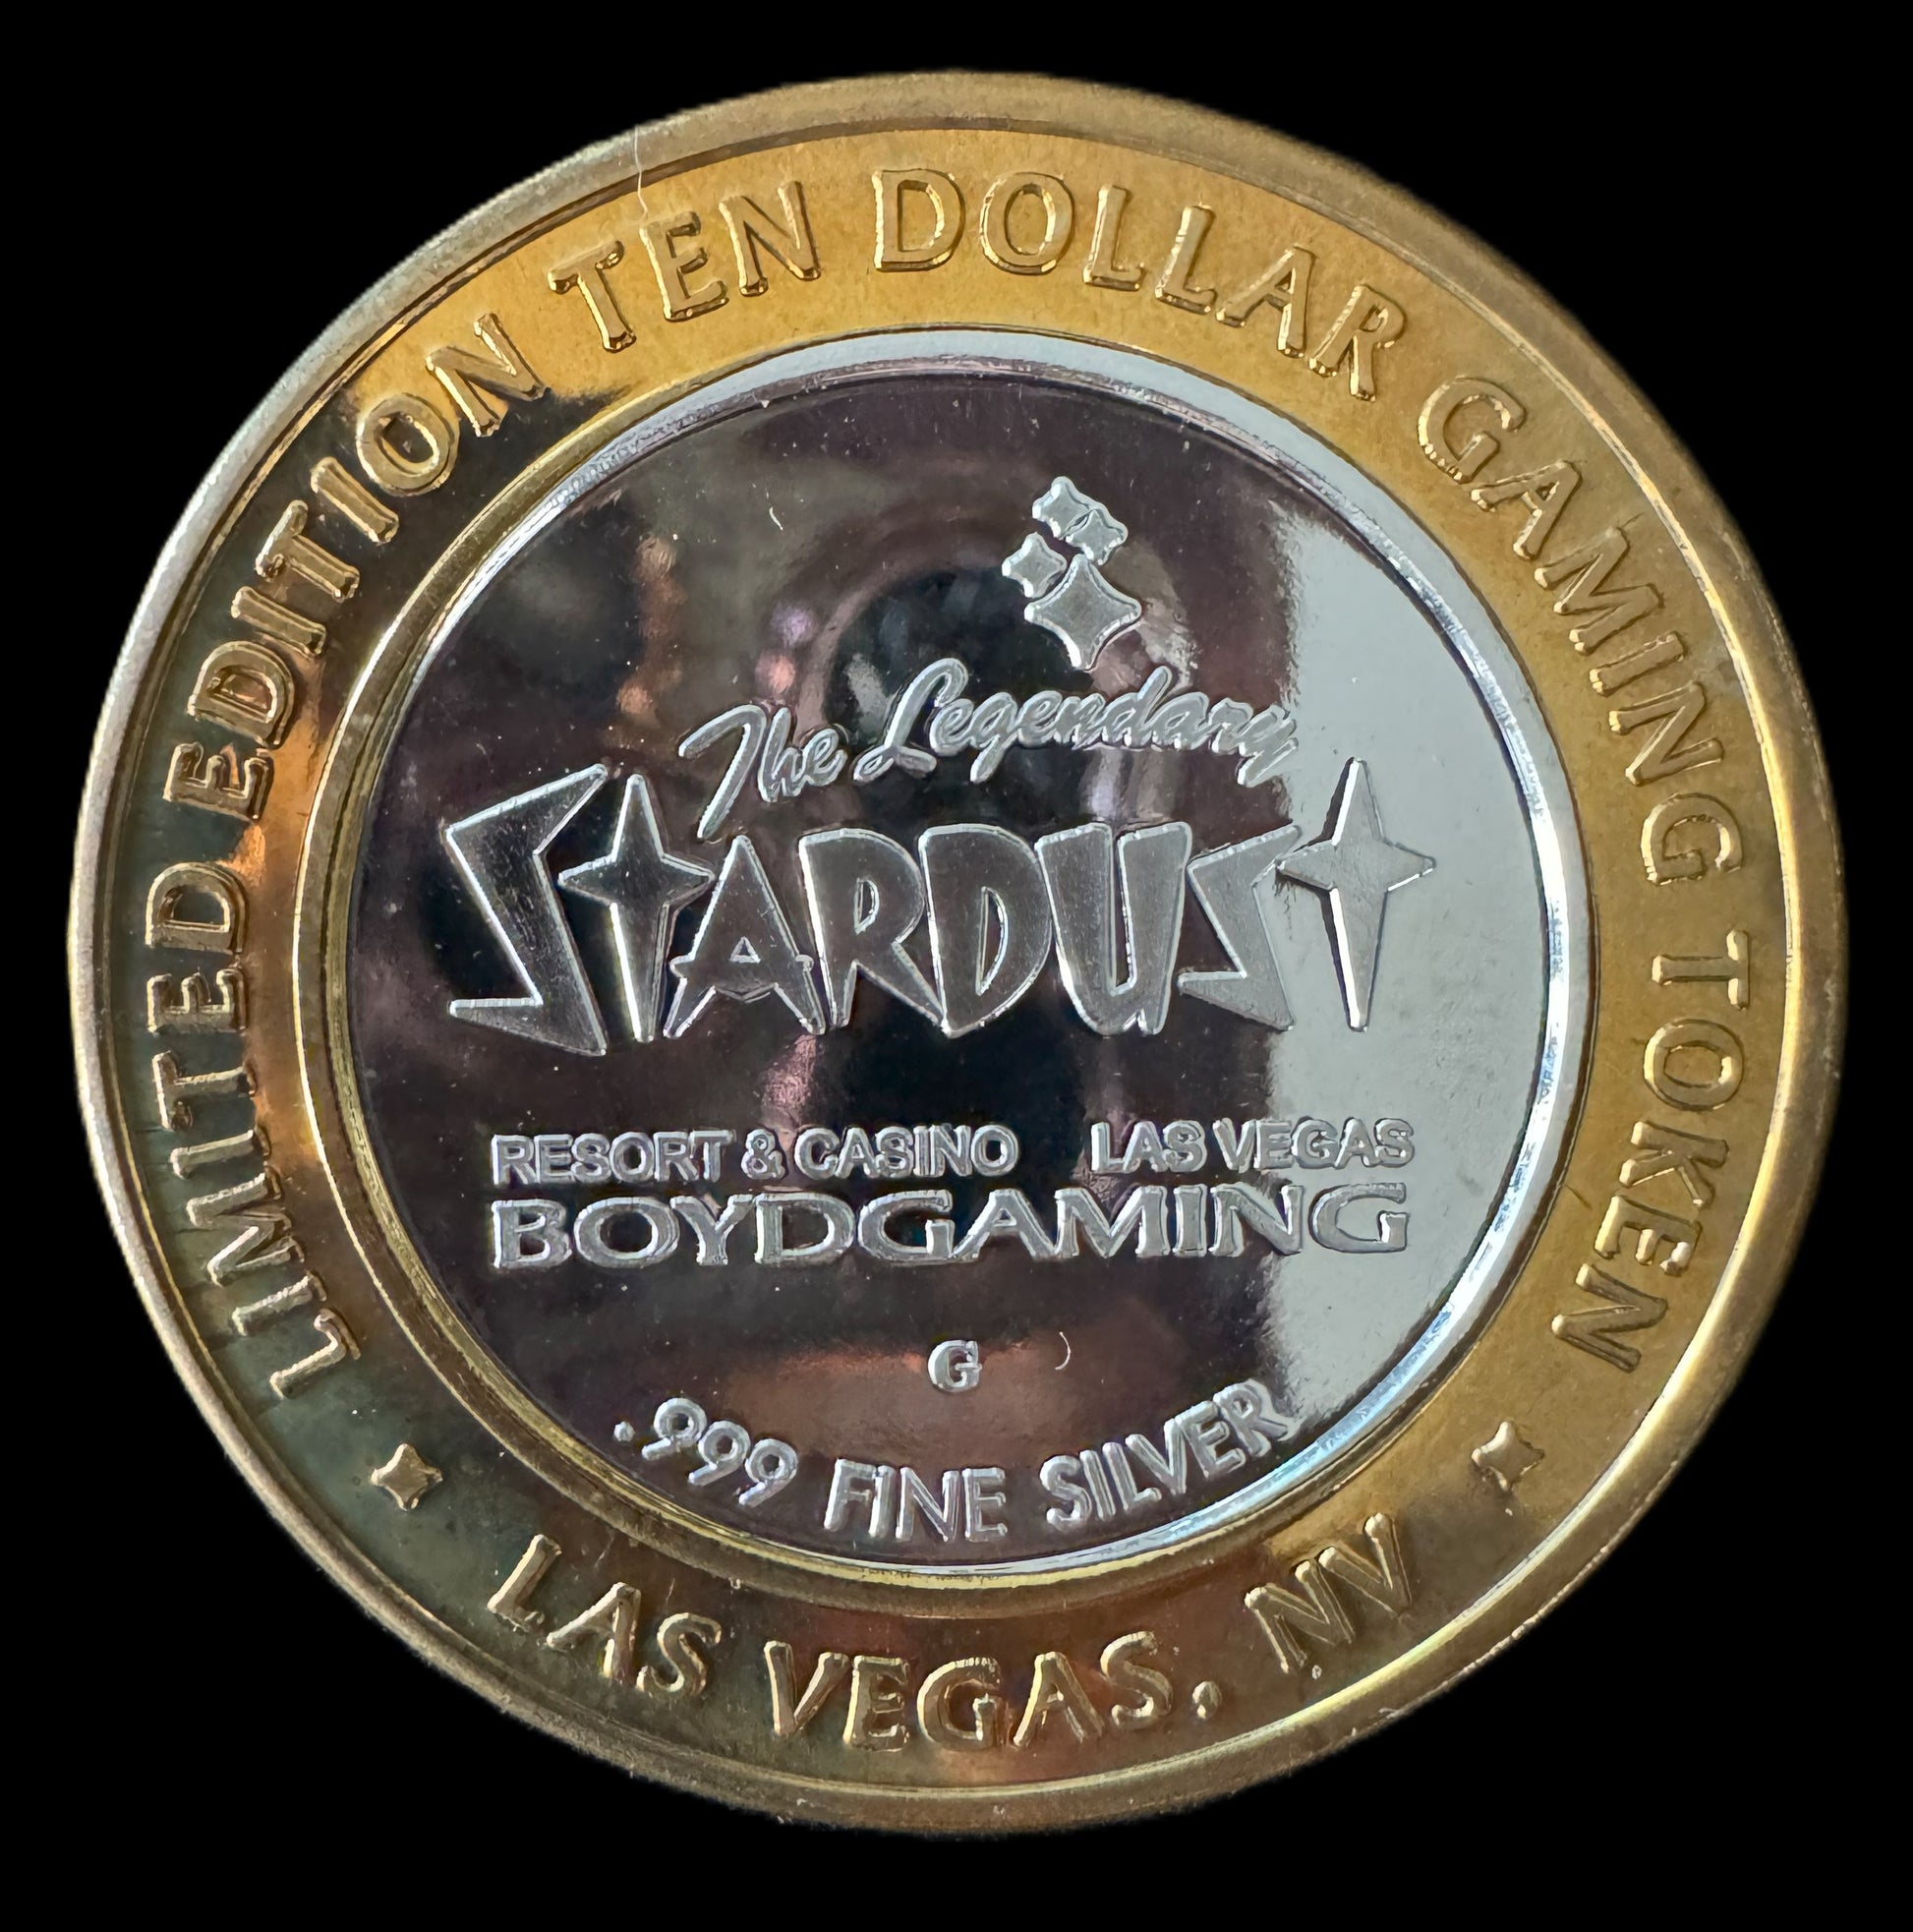 LIMITED EDITION TEN DOLLAR GAMING TOKEN
The Legendary
STARDUST
RESORT & CASINO LAS VEGAS
BOYDGAMING
G
.999 FINE SILVER
LAS VEGAS, NV